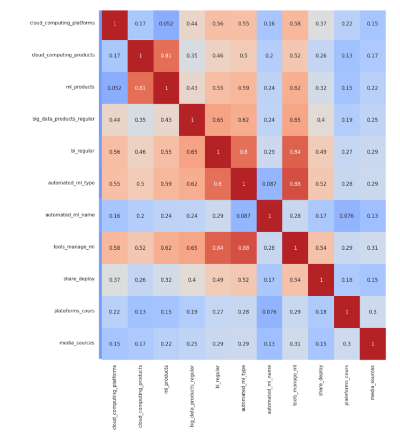 cloud_computing_platforms 1 0.17 0.052 0.44 0.56 0.55 0.16 0.58 0.37 0.22 0.15
cloud_computing_products 0.17 1 0.81 0.35 0.46 0.5 0.2 0.52 0.26 0.13 0.17
ml_products 0.052 0.81 1 0.43 0.55 0.59 0.24 0.62 0.32 0.15 0.22
big_data_products_regular 0.44 0.35 0.43 1 0.65 0.62 0.24 0.65 0.4 0.19 0.25
bi_regular 0.56 0.46 0.55 0.65 1 0.8 0.29 0.84 0.49 0.27 0.29
automated_ml_type 0.55 0.5 0.59 0.62 0.8 1 0.087 0.88 0.52 0.28 0.29
automated_ml_name 0.16 0.2 0.24 0.24 0.29 0.087 1 0.28 0.17 0.076 0.13
tools_manage_ml 0.58 0.52 0.62 0.65 0.84 0.88 0.28 1 0.54 0.29 0.31
share_deploy 0.37 0.26 0.32 0.4 0.49 0.52 0.17 0.54 1 0.18 0.15
plateforms_cours 0.22 0.13 0.15 0.19 0.27 0.28 0.076 0.29 0.18 1 0.3
media_sources 0.15 0.17 0.22 0.25 0.29 0.29 0.13 0.31 0.15 0.3 1
cloud_computing_platforms
cloud_computing_products
ml_products
big_data_products_regular
bi_regular
automated_ml_type
automated_ml_name
tools_manage_ml
share_deploy
plateforms_cours
media_sources